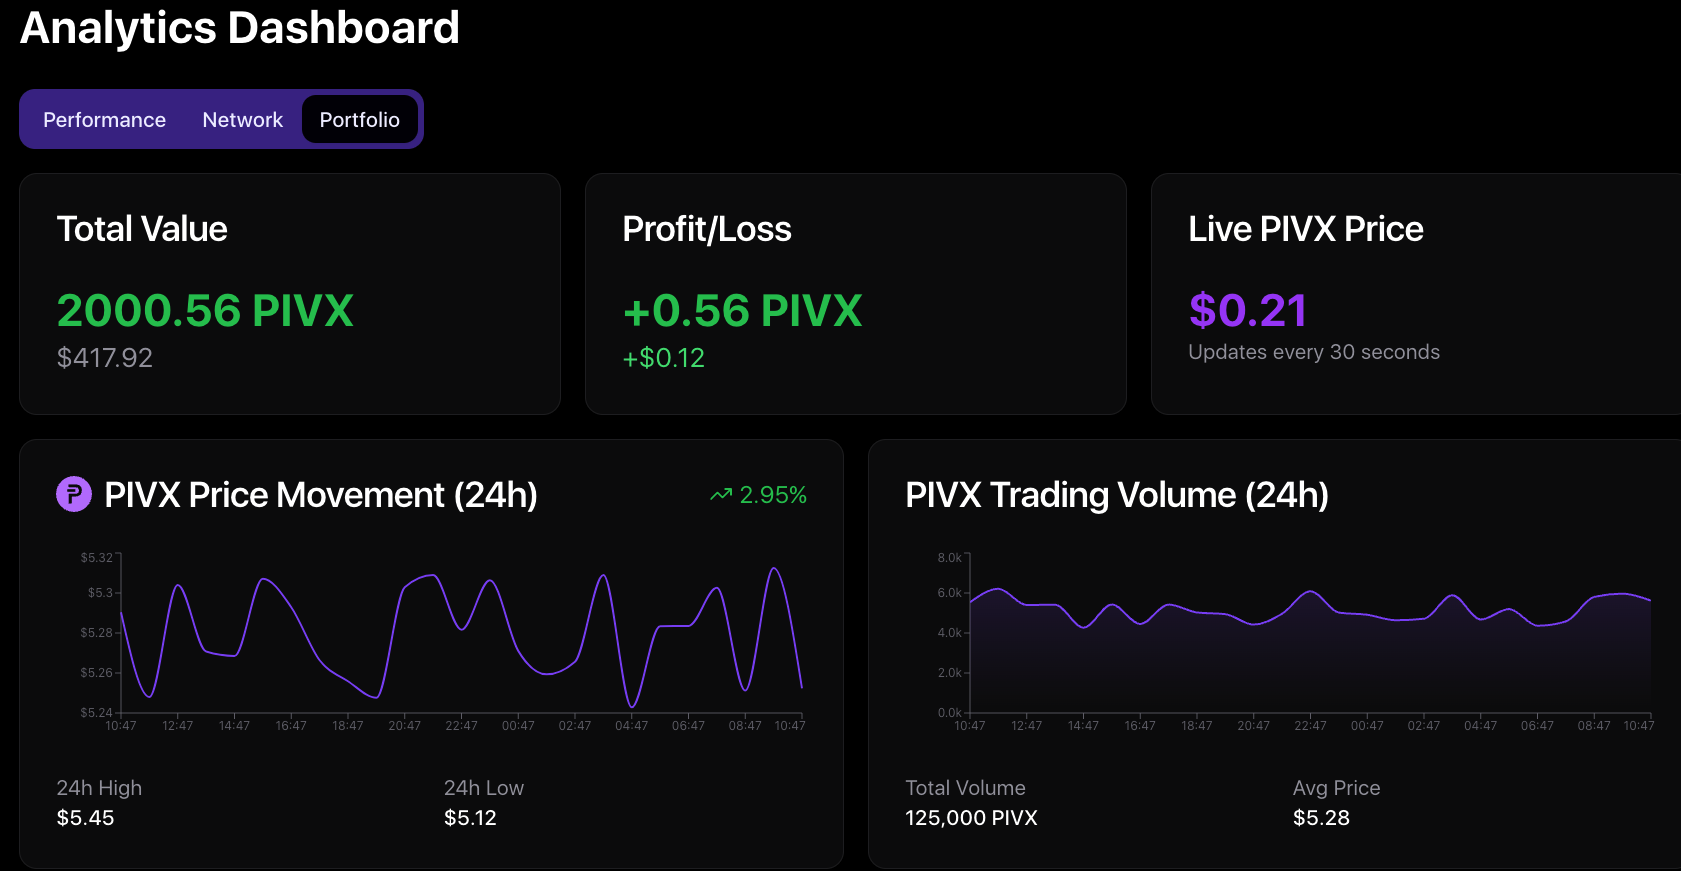 Analytics Dashboard
Performance Network Portfolio
Total Value
2000.56 PIVX
$417.92
Profit/Loss
+0.56 PIVX
+$0.12
Live PIVX Price
$0.21
Updates every 30 seconds
PIVX Price Movement (24h)
2.95%
$5.32
$5.3
$5.28
$5.26
$5.24
10:47 12:47 14:47 16:47 18:47 20:47 22:47 00:47 02:47 04:47 06:47 08:47 10:47
24h High
$5.45
24h Low
$5.12
PIVX Trading Volume (24h)
8.0k
6.0k
4.0k
2.0k
0.0k
10:47 12:47 14:47 16:47 18:47 20:47 22:47 00:47 02:47 04:47 06:47 08:47 10:47
Total Volume
125,000 PIVX
Avg Price
$5.28